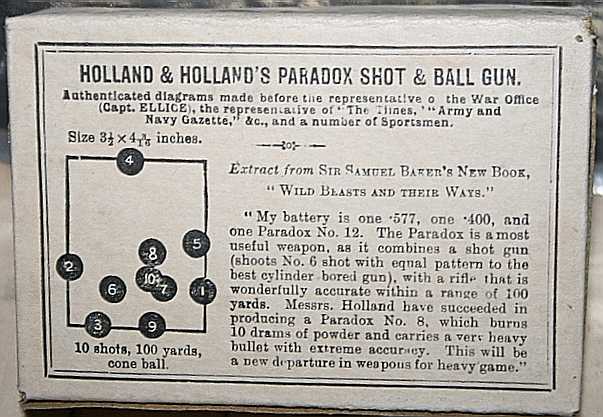 HOLLAND & HOLLAND'S PARADOX SHOT & BALL GUN.
Authenticated diagrams made before the representative o the War Office
(Capt. ELLICE), the representative of "The Times," "Army and
Navy Gazette," &c., and a number of Sportsmen.
Size 3½ × 4 3/16 inches.
4
5
8
2
10
6
7
1
3
9
10 shots, 100 yards,
cone ball.
Extract from SIR SAMUEL BAKER'S NEW BOOK,
"WILD BEASTS AND THEIR WAYS."
"My battery is one ·577, one ·400, and
one Paradox No. 12. The Paradox is a most
useful weapon, as it combines a shot gun
(shoots No. 6 shot with equal pattern to the
best cylinder bored gun), with a rifle that is
wonderfully accurate within a range of 100
yards. Messrs. Holland have succeeded in
producing a Paradox No. 8, which burns
10 drams of powder and carries a very heavy
bullet with extreme accuracy. This will be
a new departure in weapons for heavy game."